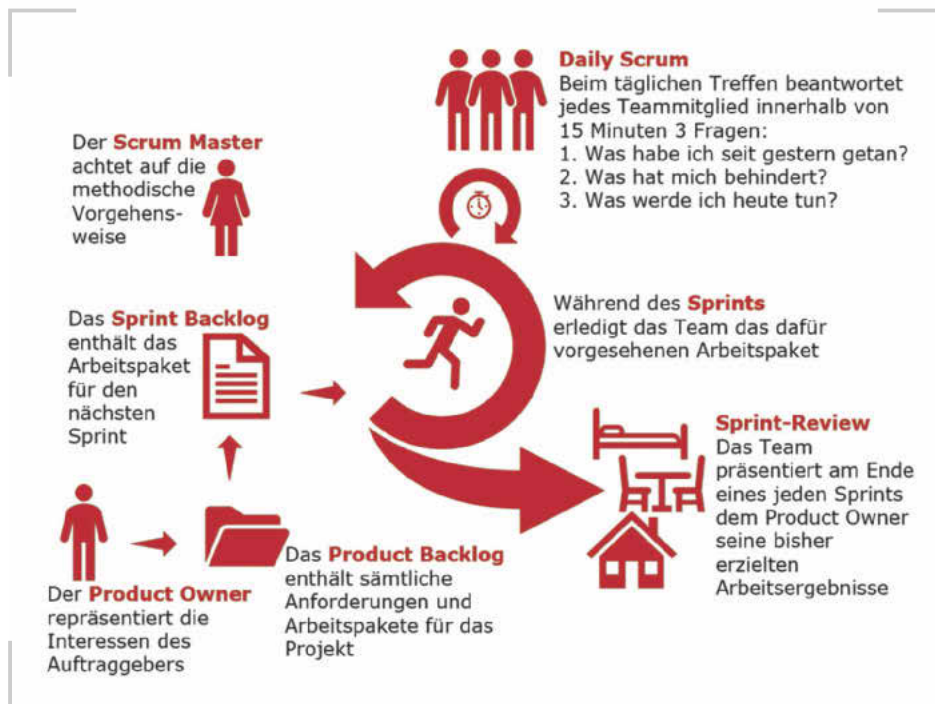 Daily Scrum
Beim täglichen Treffen beantwortet
jedes Teammitglied innerhalb von
15 Minuten 3 Fragen:
1. Was habe ich seit gestern getan?
2. Was hat mich behindert?
3. Was werde ich heute tun?
Der Scrum Master
achtet auf die
methodische
Vorgehens-
weise
Während des Sprints
erledigt das Team das dafür
vorgesehenen Arbeitspaket
Das Sprint Backlog
enthält das
Arbeitspaket
für den
nächsten
Sprint
Sprint-Review
Das Team
präsentiert am Ende
eines jeden Sprints
dem Product Owner
seine bisher
erzielten
Arbeitsergebnisse
Der Product Owner
repräsentiert die
Interessen des
Auftraggebers
Das Product Backlog
enthält sämtliche
Anforderungen und
Arbeitspakete für das
Projekt